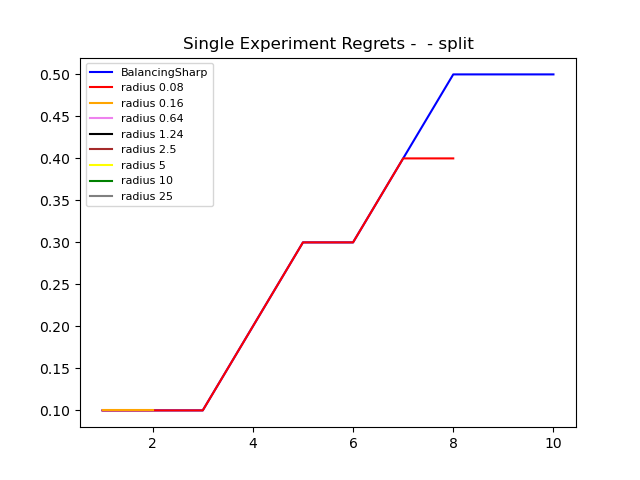 Single Experiment Regrets -  - split
BalancingSharp
radius 0.08
radius 0.16
radius 0.64
radius 1.24
radius 2.5
radius 5
radius 10
radius 25
0.50
0.45
0.40
0.35
0.30
0.25
0.20
0.15
0.10
2 4 6 8 10